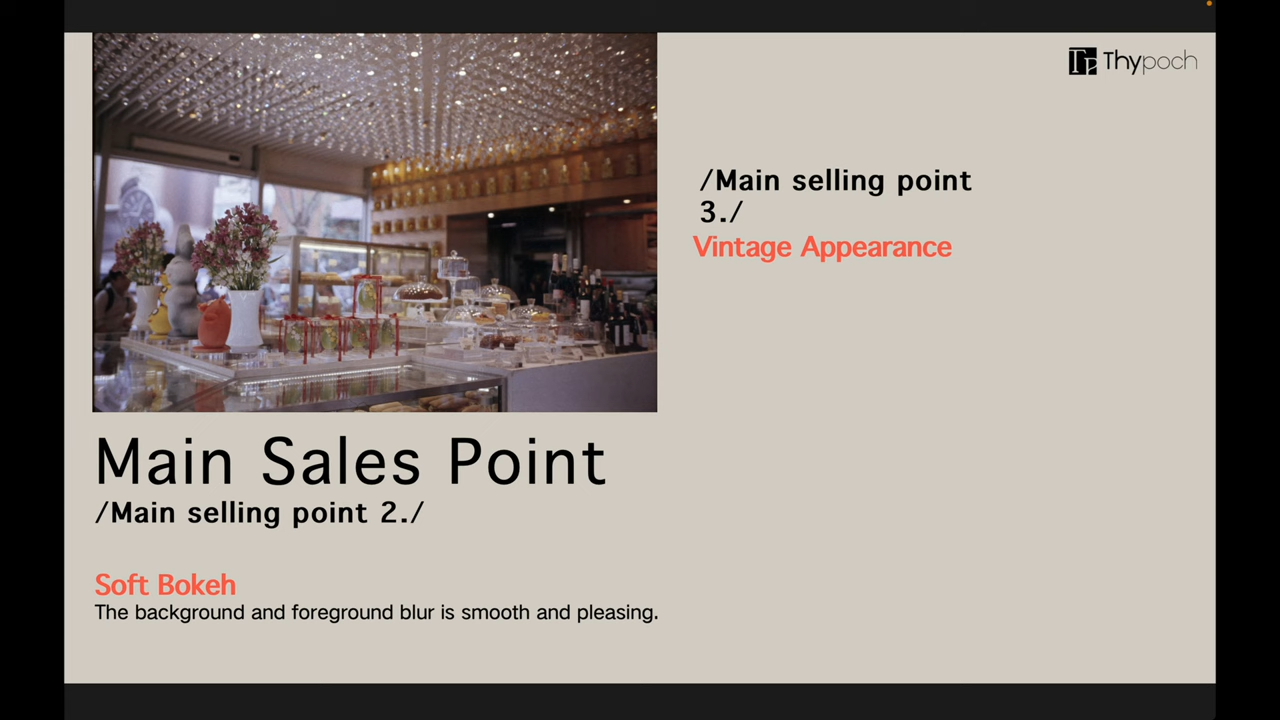 Thypoch
Main Sales Point
/Main selling point 2./
Soft Bokeh
The background and foreground blur is smooth and pleasing.
/Main selling point
3./
Vintage Appearance